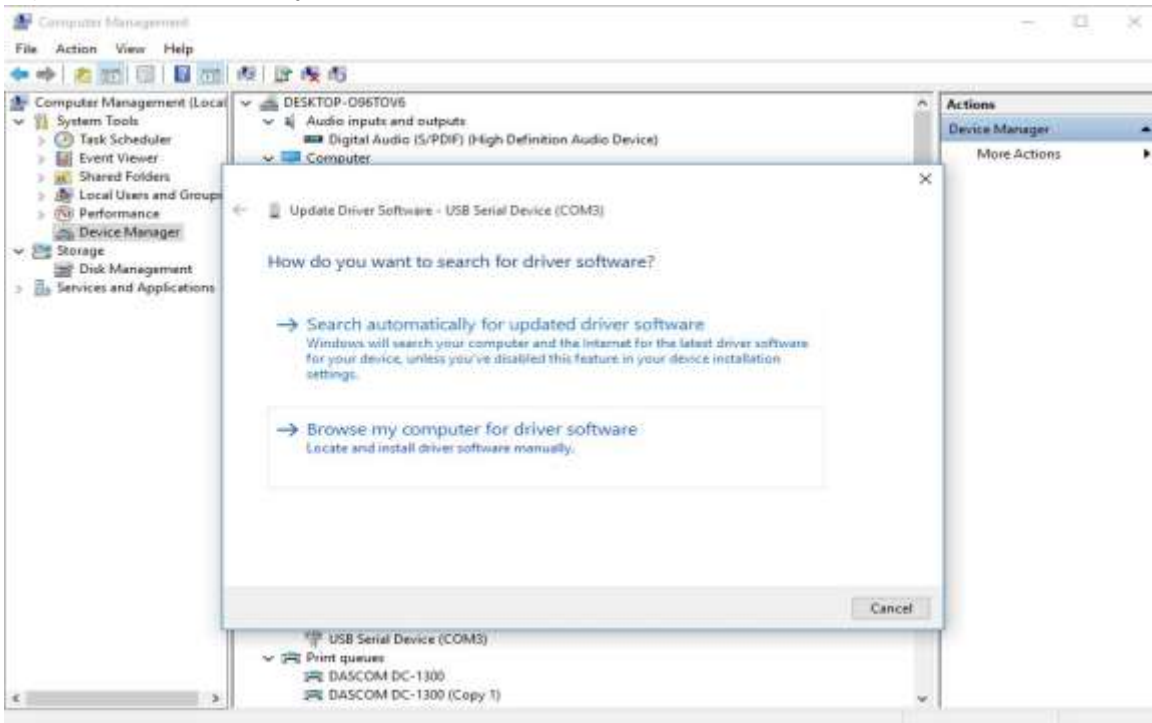 Computer Management
File Action View Help
Computer Management (Local
System Tools
Task Scheduler
Event Viewer
Shared Folders
Local Users and Groups
Performance
Device Manager
Storage
Disk Management
Services and Applications
DESKTOP-O96TOV6
Audio inputs and outputs
Digital Audio (S/PDIF) (High Definition Audio Device)
Computer
Update Driver Software - USB Serial Device (COM3)
How do you want to search for driver software?
Search automatically for updated driver software
Windows will search your computer and the Internet for the latest driver software
for your device, unless you've disabled this feature in your device installation
settings.
Browse my computer for driver software
Locate and install driver software manually.
Cancel
USB Serial Device (COM3)
Print queues
DASCOM DC-1300
DASCOM DC-1300 (Copy 1)
Actions
Device Manager
More Actions